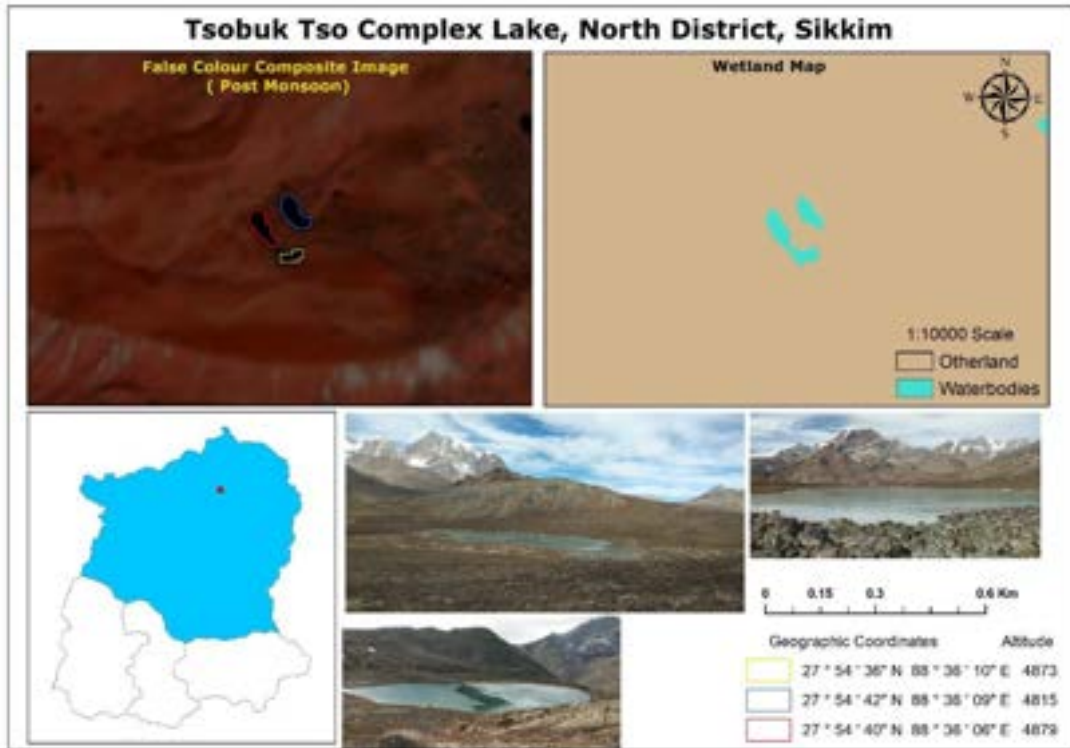 Tsobuk Tso Complex Lake, North District, Sikkim
False Colour Composite Image
( Post Monsoon)
Wetland Map
N
W
E
S
1:10000 Scale
Otherland
Waterbodies
0 0.15 0.3 0.6 Km
Geographic Coordinates Altitude
27 ° 54 ' 36" N 88 ° 36 ' 10" E 4873
27 ° 54 ' 42" N 88 ° 36 ' 09" E 4815
27 ° 54 ' 40" N 88 ° 36 ' 06" E 4879